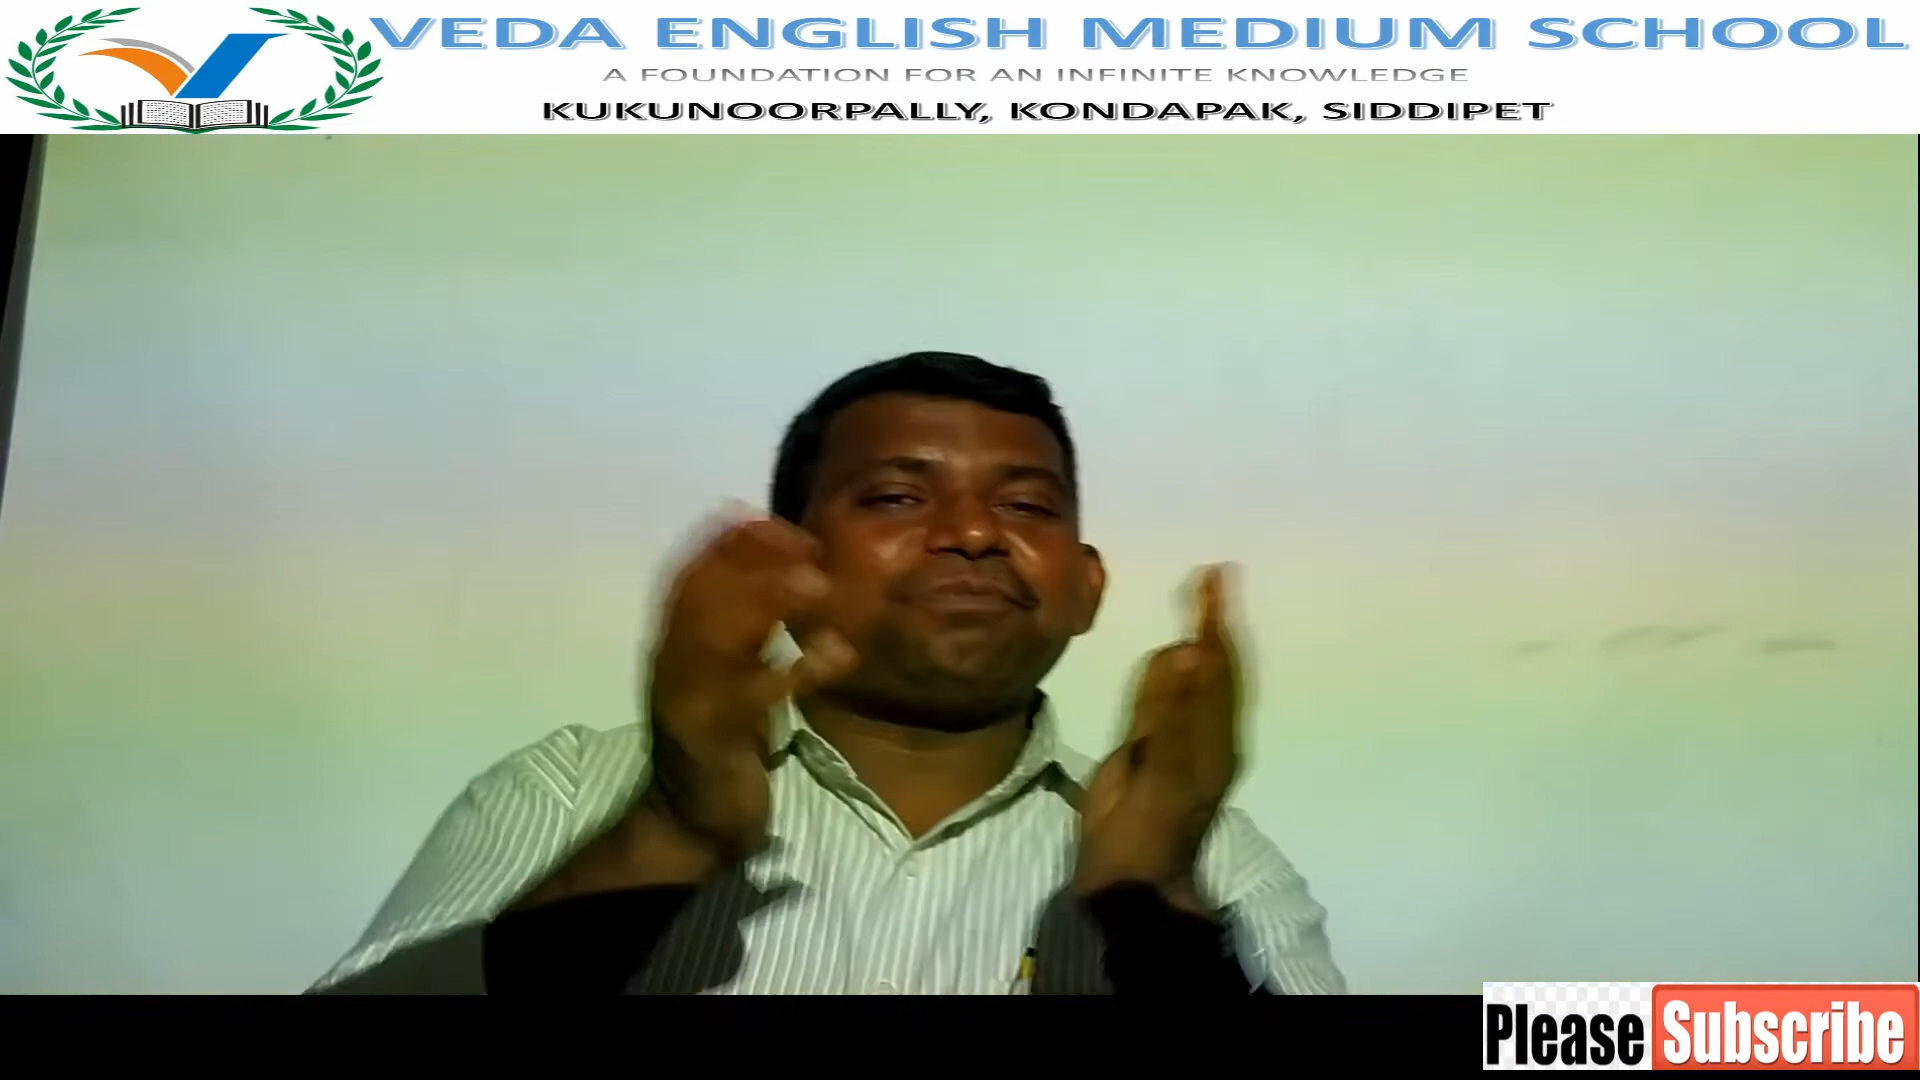 VEDA ENGLISH MEDIUM SCHOOL
A FOUNDATION FOR AN INFINITE KNOWLEDGE
KUKUNOORPALLY, KONDAPAK, SIDDIPET
Please Subscribe